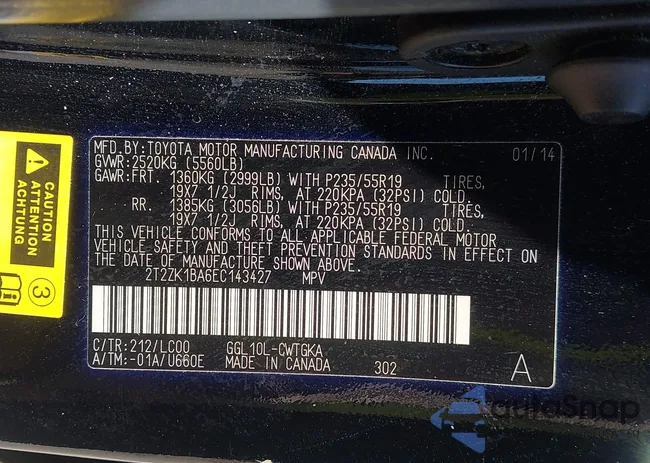 MFD.BY:TOYOTA MOTOR MANUFACTURING CANADA INC. 01/14
GVWR:2520KG (5560LB)
GAWR:FRT. 1360KG (2999LB) WITH P235/55R19 TIRES,
19X7 1/2J RIMS, AT 220KPA (32PSI) COLD.
RR. 1385KG (3056LB) WITH P235/55R19 TIRES,
19X7 1/2J RIMS, AT 220KPA (32PSI) COLD.
THIS VEHICLE CONFORMS TO ALL APPLICABLE FEDERAL MOTOR
VEHICLE SAFETY AND THEFT PREVENTION STANDARDS IN EFFECT ON
THE DATE OF MANUFACTURE SHOWN ABOVE.
2T2ZK1BA6EC143427 MPV
C/TR:212/LC00 GGL10L-CWTGKA
A/TM:-01A/U660E MADE IN CANADA 302 A
ATTENTION
ACHTUNG
3
autoSnap